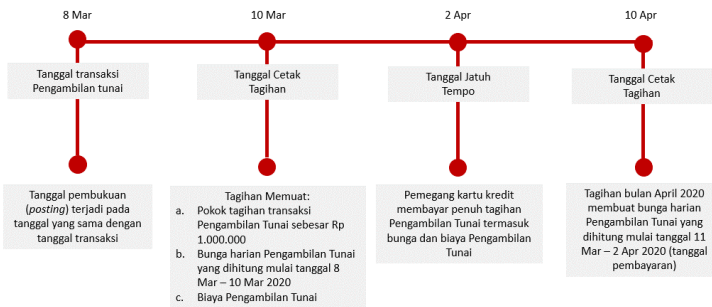 8 Mar
10 Mar
2 Apr
10 Apr
Tanggal transaksi
Pengambilan tunai
Tanggal Cetak
Tagihan
Tanggal Jatuh
Tempo
Tanggal Cetak
Tagihan
Tanggal pembukuan
(posting) terjadi pada
tanggal yang sama dengan
tanggal transaksi
Tagihan Memuat:
a. Pokok tagihan transaksi
Pengambilan Tunai sebesar Rp
1.000.000
b. Bunga harian Pengambilan Tunai
yang dihitung mulai tanggal 8
Mar – 10 Mar 2020
c. Biaya Pengambilan Tunai
Pemegang kartu kredit
membayar penuh tagihan
Pengambilan Tunai termasuk
bunga dan biaya Pengambilan
Tunai
Tagihan bulan April 2020
membuat bunga harian
Pengambilan Tunai yang
dihitung mulai tanggal 11
Mar – 2 Apr 2020 (tanggal
pembayaran)